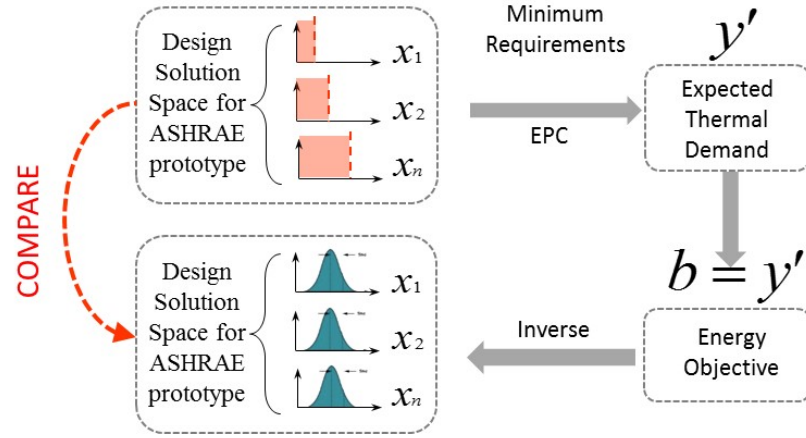 Design
Solution
Space for
ASHRAE
prototype
x1
x2
xn
Minimum
Requirements
EPC
y′
Expected
Thermal
Demand
COMPARE
b = y′
Energy
Objective
Inverse
Design
Solution
Space for
ASHRAE
prototype
x1
x2
xn